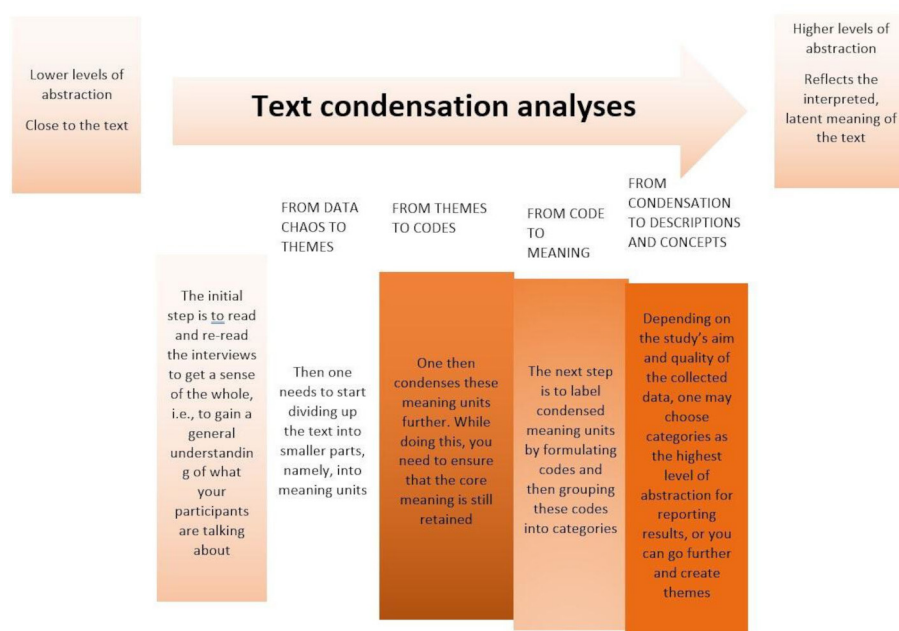 Lower levels of
abstraction
Close to the text
Text condensation analyses
Higher levels of
abstraction
Reflects the
interpreted,
latent meaning of
the text
FROM DATA
CHAOS TO
THEMES
FROM THEMES
TO CODES
FROM CODE
TO
MEANING
FROM
CONDENSATION
TO DESCRIPTIONS
AND CONCEPTS
The initial
step is to read
and re-read
the interviews
to get a sense
of the whole,
i.e., to gain a
general
understandin
g of what
your
participants
are talking
about
Then one
needs to start
dividing up
the text into
smaller parts,
namely, into
meaning units
One then
condenses these
meaning units
further. While
doing this, you
need to ensure
that the core
meaning is still
retained
The next step
is to label
condensed
meaning units
by formulating
codes and
then grouping
these codes
into categories
Depending on
the study's aim
and quality of
the collected
data, one may
choose
categories as
the highest
level of
abstraction for
reporting
results, or you
can go further
and create
themes